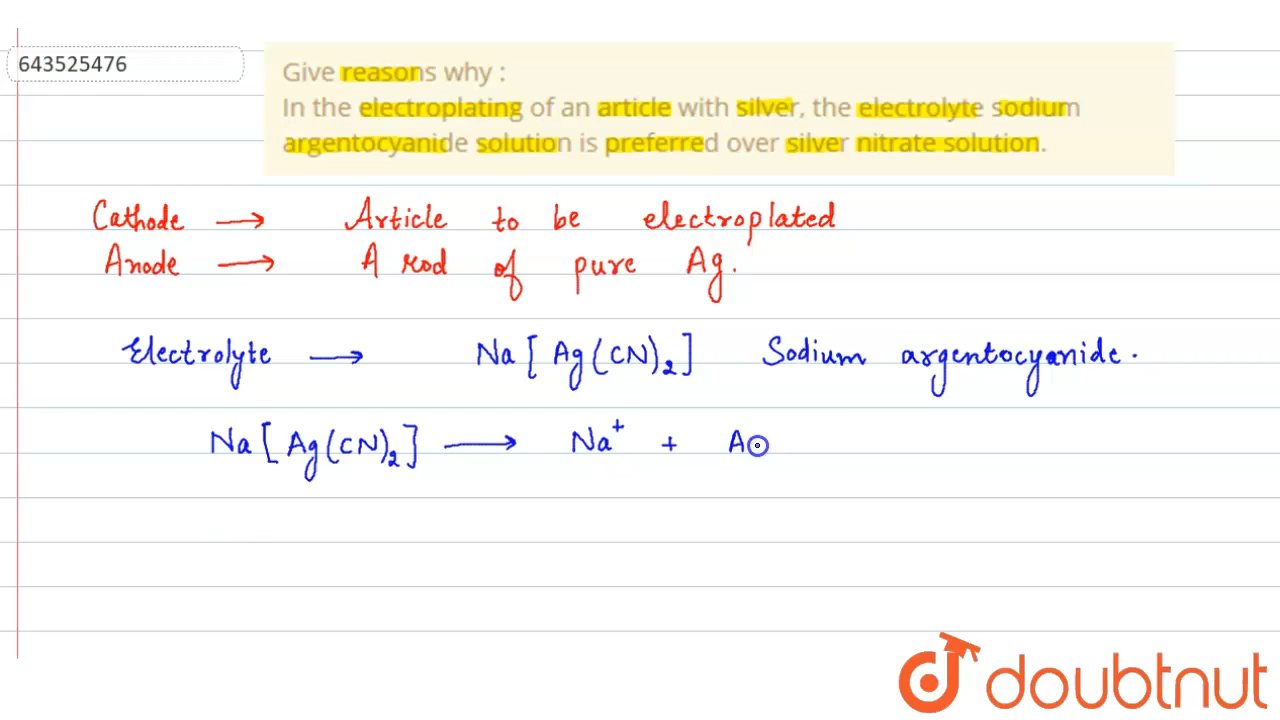 643525476
Give reasons why :
In the electroplating of an article with silver, the electrolyte sodium
argentocyanide solution is preferred over silver nitrate solution.
Cathode → Article to be electroplated
Anode → A rod of pure Ag.
Electrolyte → Na[Ag(CN)₂] Sodium argentocyanide.
Na[Ag(CN)₂] → Na⁺ + A
doubtnut